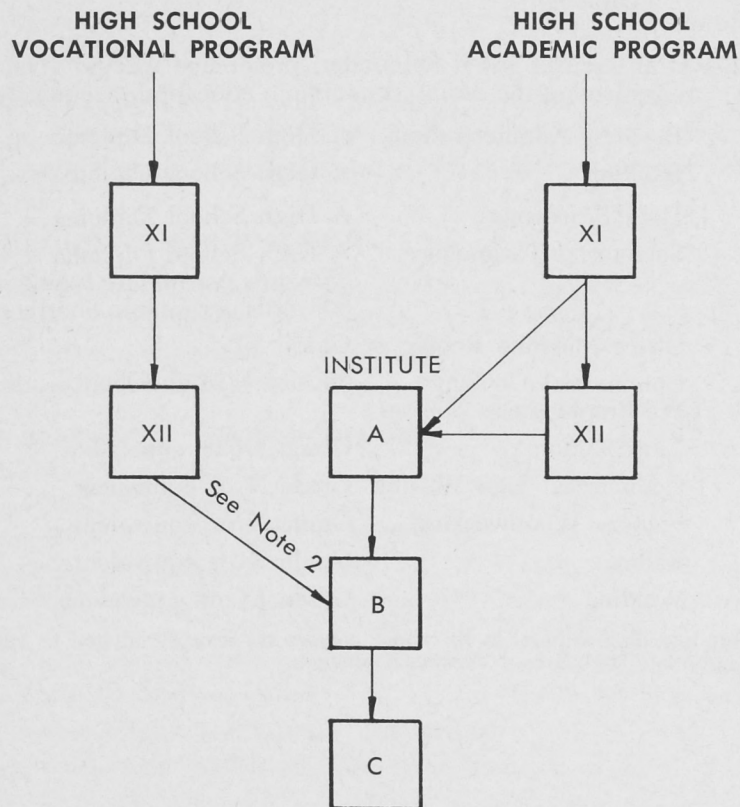 HIGH SCHOOL
VOCATIONAL PROGRAM
HIGH SCHOOL
ACADEMIC PROGRAM
XI
XI
INSTITUTE
XII
A
XII
See Note 2
B
C